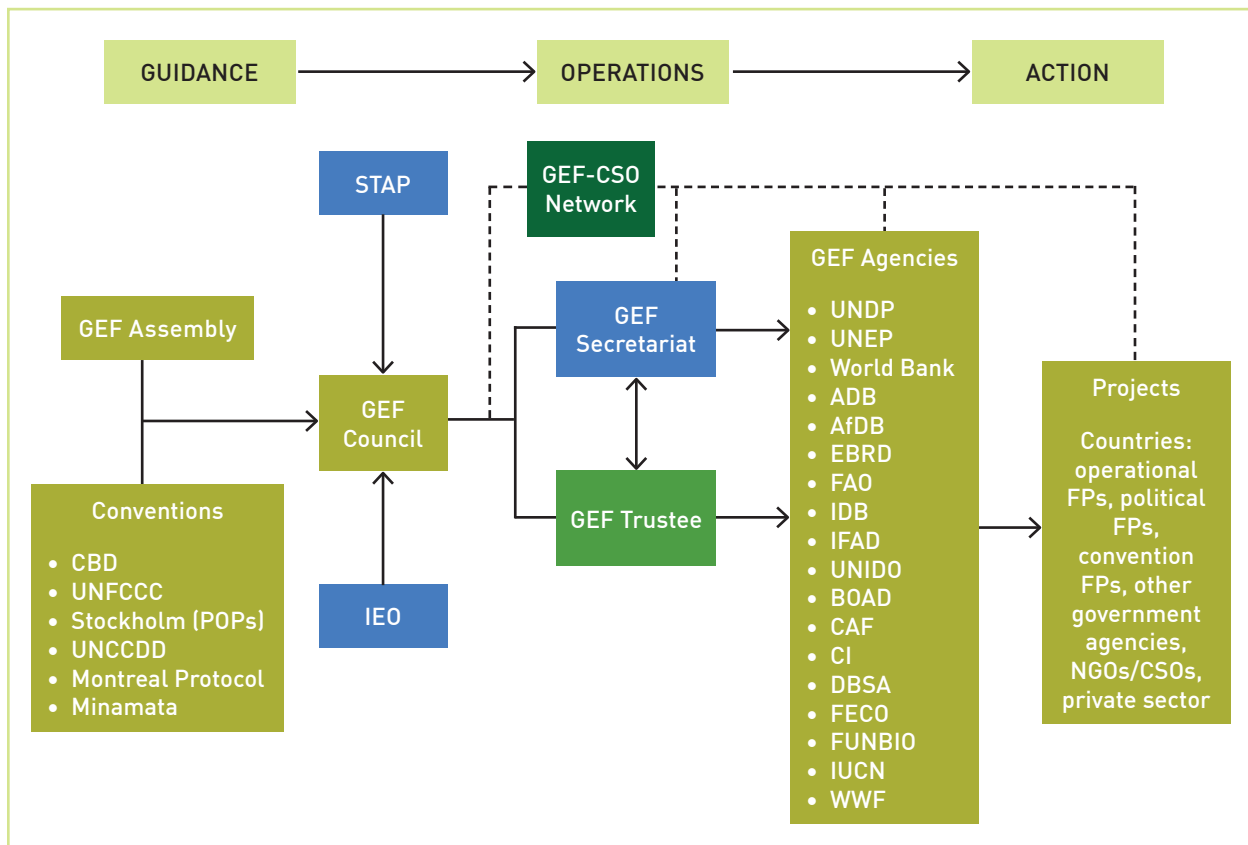 GUIDANCE
OPERATIONS
ACTION
STAP
GEF-CSO
Network
GEF Assembly
GEF
Council
Conventions
• CBD
• UNFCCC
• Stockholm (POPs)
• UNCCDD
• Montreal Protocol
• Minamata
IEO
GEF
Secretariat
GEF Trustee
GEF Agencies
• UNDP
• UNEP
• World Bank
• ADB
• AfDB
• EBRD
• FAO
• IDB
• IFAD
• UNIDO
• BOAD
• CAF
• CI
• DBSA
• FECO
• FUNBIO
• IUCN
• WWF
Projects
Countries:
operational
FPs, political
FPs,
convention
FPs, other
government
agencies,
NGOs/CSOs,
private sector